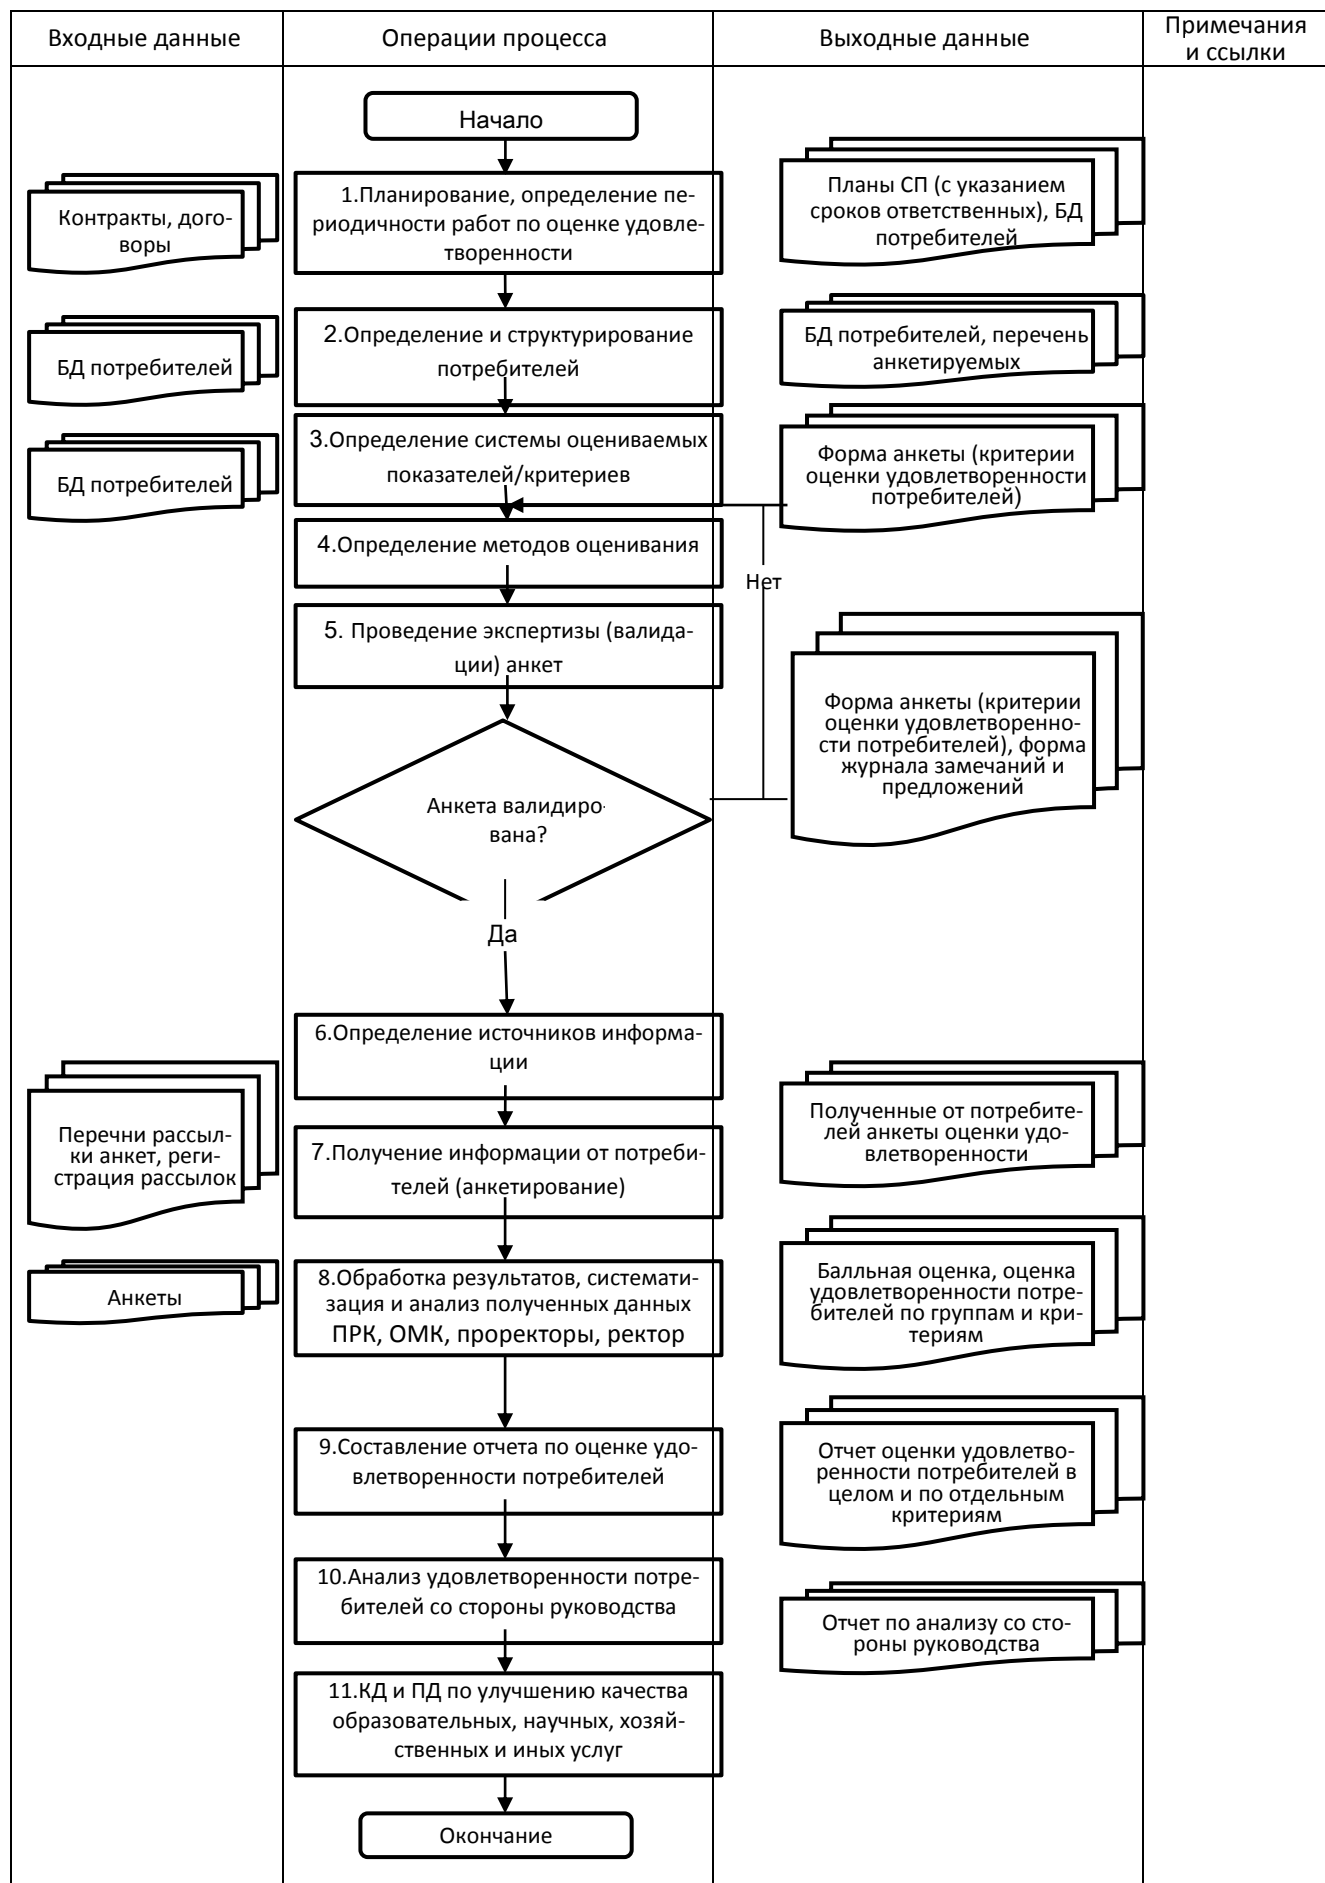 Входные данные
Операции процесса
Выходные данные
Примечания
и ссылки
Начало
Контракты, дого-
воры
1.Планирование, определение пе-
риодичности работ по оценке удовле-
творенности
Планы СП (с указанием
сроков ответственных), БД
потребителей
БД потребителей
2.Определение и структурирование
потребителей
БД потребителей, перечень
анкетируемых
БД потребителей
3.Определение системы оцениваемых
показателей/критериев
Форма анкеты (критерии
оценки удовлетворенности
потребителей)
4.Определение методов оценивания
Нет
5. Проведение экспертизы (валида-
ции) анкет
Форма анкеты (критерии
оценки удовлетворенно-
сти потребителей), форма
журнала замечаний и
предложений
Анкета валидиро-
вана?
Да
6.Определение источников информа-
ции
Перечни рассыл-
ки анкет, реги-
страция рассылок
7.Получение информации от потреби-
телей (анкетирование)
Полученные от потребите-
лей анкеты оценки удо-
влетворенности
Анкеты
8.Обработка результатов, системати-
зация и анализ полученных данных
ПРК, ОМК, проректоры, ректор
Балльная оценка, оценка
удовлетворенности потре-
бителей по группам и кри-
териям
9.Составление отчета по оценке удо-
влетворенности потребителей
Отчет оценки удовлетво-
ренности потребителей в
целом и по отдельным
критериям
10.Анализ удовлетворенности потре-
бителей со стороны руководства
Отчет по анализу со сто-
роны руководства
11.КД и ПД по улучшению качества
образовательных, научных, хозяй-
ственных и иных услуг
Окончание